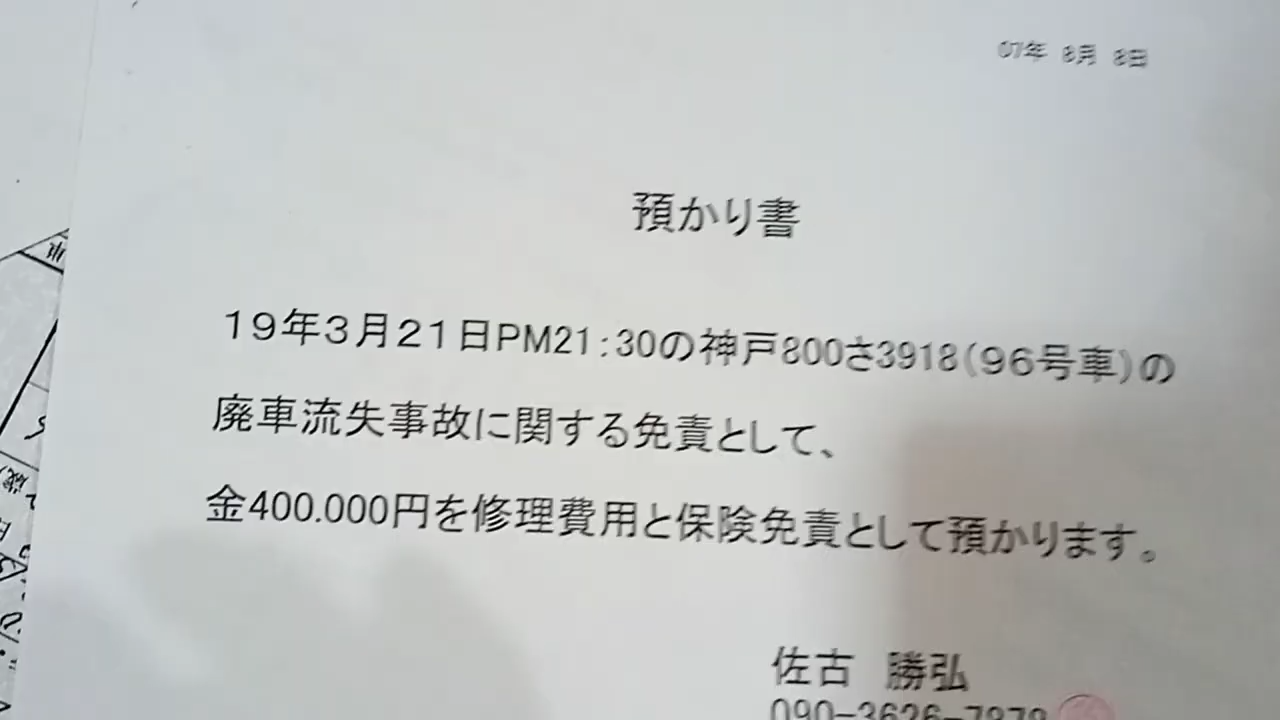 07年 8月 8日
預かり書
19年3月21日PM21:30の神戸800さ3918(96号車)の
廃車流失事故に関する免責として、
金400.000円を修理費用と保険免責として預かります。
佐古 勝弘
090-3626-7878